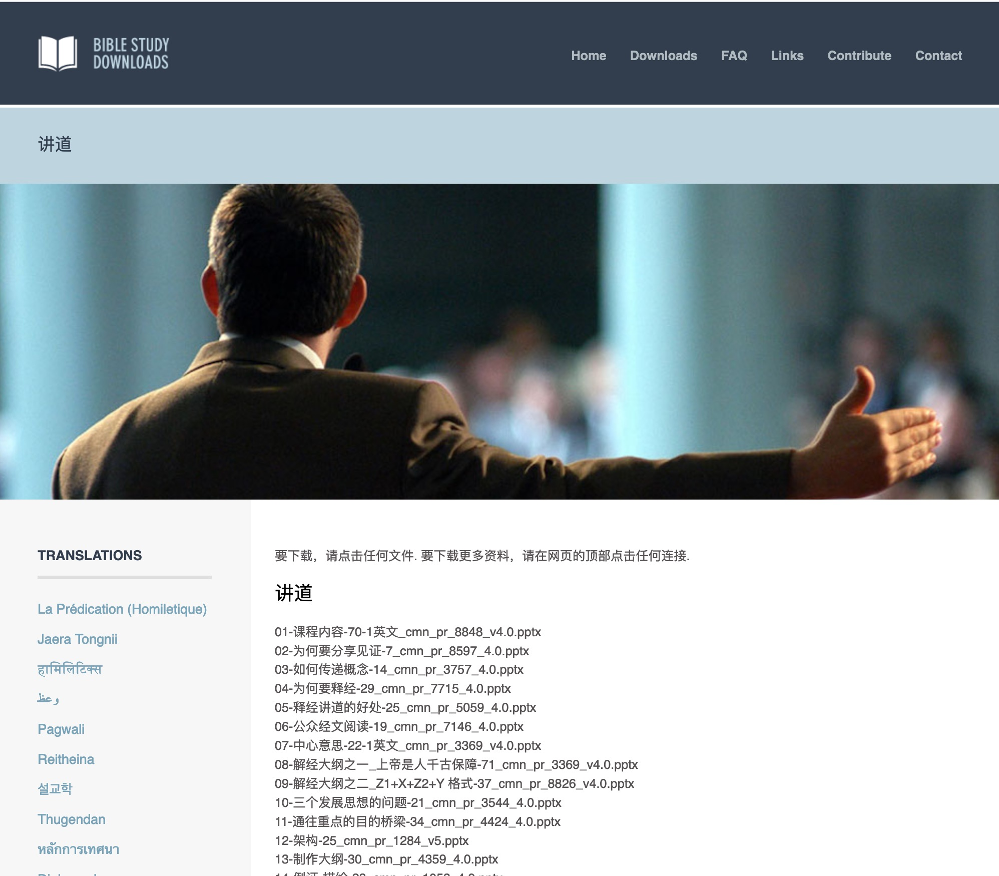 BIBLE STUDY
DOWNLOADS
Home Downloads FAQ Links Contribute Contact
讲道
TRANSLATIONS
La Prédication (Homiletique)
Jaera Tongnii
हामिलिटिक्स
وعظ
Pagwali
Reitheina
설교학
Thugendan
หลักการเทศนา
要下载，请点击任何文件. 要下载更多资料，请在网页的顶部点击任何连接.
讲道
01-课程内容-70-1英文_cmn_pr_8848_v4.0.pptx
02-为何要分享见证-7_cmn_pr_8597_4.0.pptx
03-如何传递概念-14_cmn_pr_3757_4.0.pptx
04-为何要释经-29_cmn_pr_7715_4.0.pptx
05-释经讲道的好处-25_cmn_pr_5059_4.0.pptx
06-公众经文阅读-19_cmn_pr_7146_4.0.pptx
07-中心意思-22-1英文_cmn_pr_3369_v4.0.pptx
08-解经大纲之一_上帝是人千古保障-71_cmn_pr_3369_v4.0.pptx
09-解经大纲之二_Z1+X+Z2+Y 格式-37_cmn_pr_8826_v4.0.pptx
10-三个发展思想的问题-21_cmn_pr_3544_4.0.pptx
11-通往重点的目的桥梁-34_cmn_pr_4424_4.0.pptx
12-架构-25_cmn_pr_1284_v5.pptx
13-制作大纲-30_cmn_pr_4359_4.0.pptx